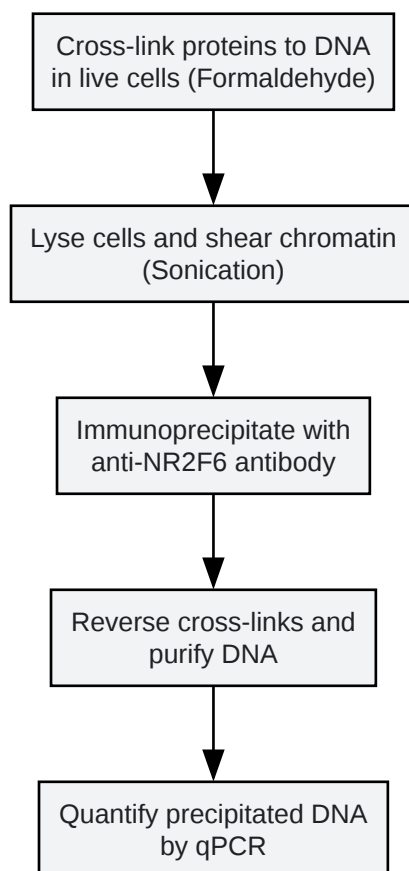 Cross-link proteins to DNA
in live cells (Formaldehyde)
Lyse cells and shear chromatin
(Sonication)
Immunoprecipitate with
anti-NR2F6 antibody
Reverse cross-links and
purify DNA
Quantify precipitated DNA
by qPCR